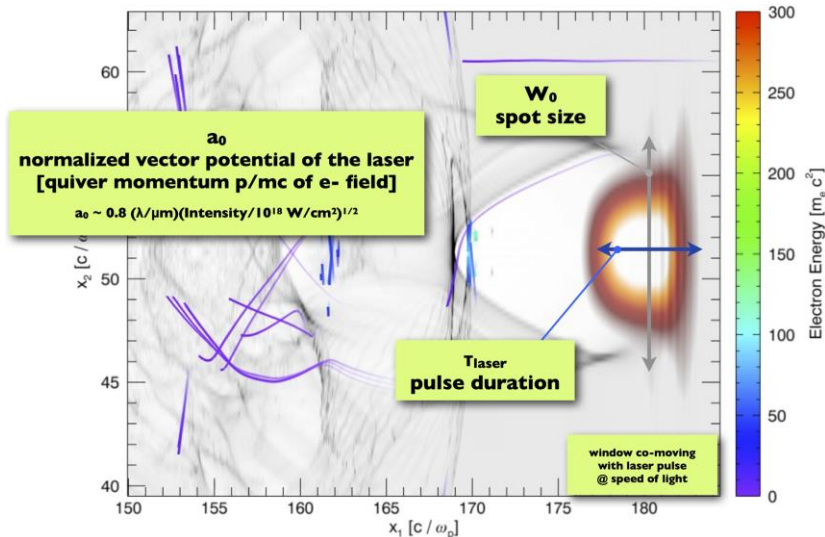 60
55
50
45
40
150
155
160
165
170
175
180
x₁ [c / ωₚ]
a₀
normalized vector potential of the laser
[quiver momentum p/mc of e- field]
a₀ ~ 0.8 (λ/μm)(Intensity/10¹⁸ W/cm²)¹ᐟ²
W₀
spot size
τlaser
pulse duration
window co-moving
with laser pulse
@ speed of light
300
250
200
150
100
50
0
Electron Energy [mₑ c²]